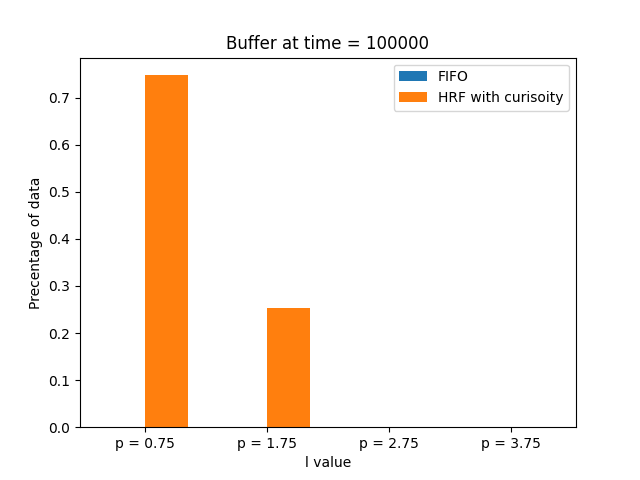 Buffer at time = 100000
FIFO
HRF with curisoity
Precentage of data
0.7
0.6
0.5
0.4
0.3
0.2
0.1
0.0
p = 0.75
p = 1.75
p = 2.75
p = 3.75
l value